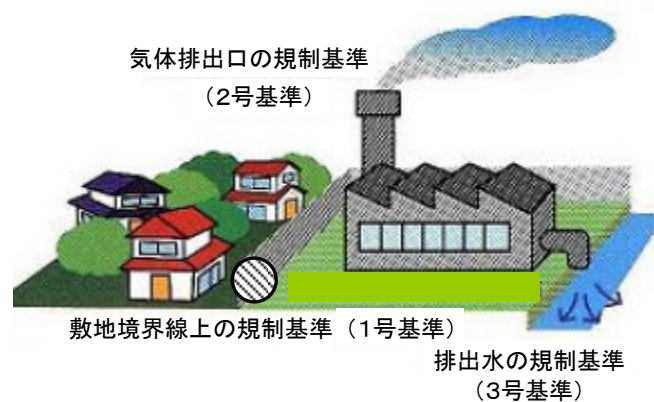 気体排出口の規制基準
（2号基準）
敷地境界線上の規制基準（1号基準）
排出水の規制基準
（3号基準）